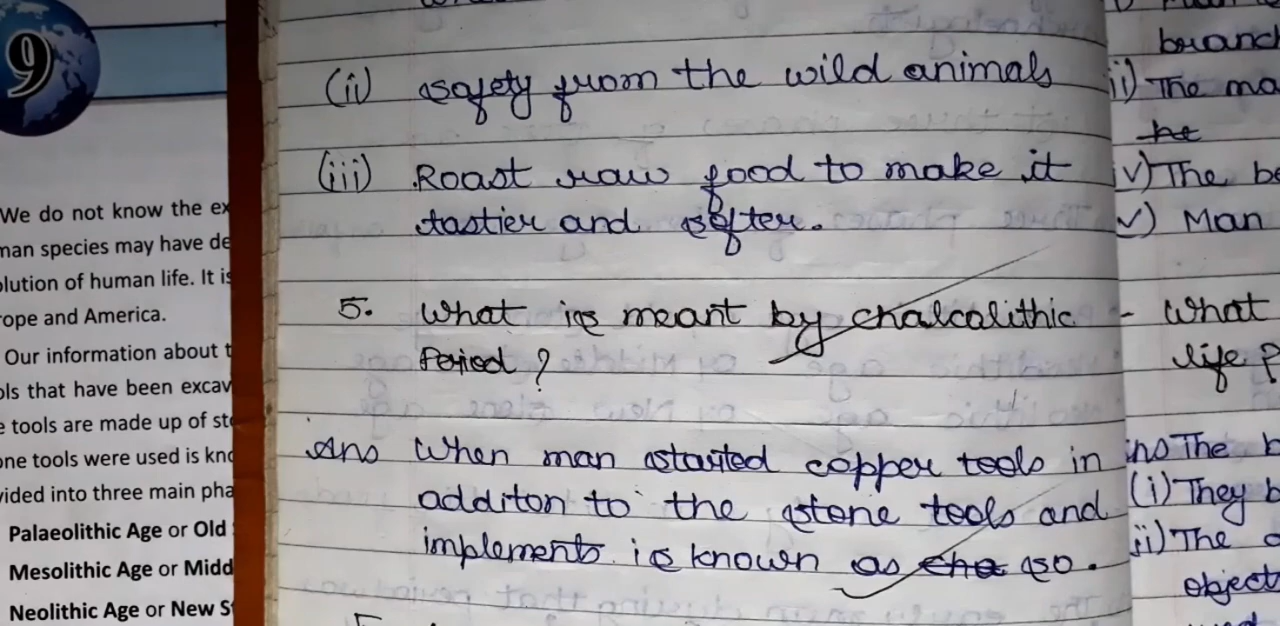 9
We do not know the ex
man species may have de
olution of human life. It is
rope and America.
Our information about t
ols that have been excav
e tools are made up of sto
one tools were used is kno
vided into three main pha
Palaeolithic Age or Old
Mesolithic Age or Midd
Neolithic Age or New S
(ii) safety from the wild animals
(iii) Roast raw food to make it
tastier and softer.
5. What is meant by chalcalithic
Period ?
Ans When man started copper tools in
additon to the stone tools and
implements is known as cha so.
branch
ii) The ma
he
v) The be
v) Man
- What
life ?
ns The b
(i) They b
ii) The
object